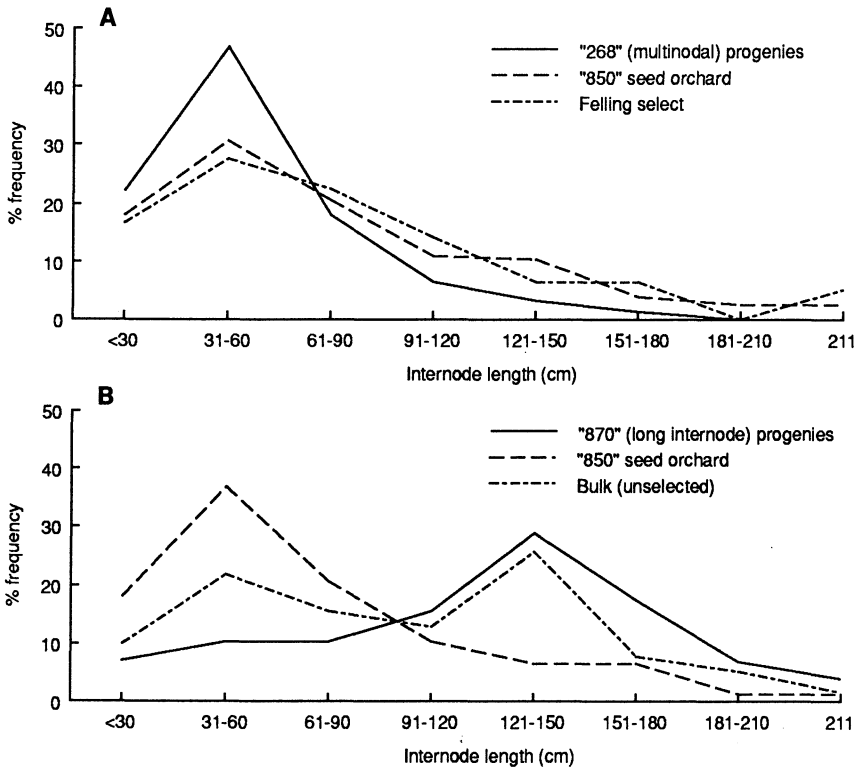 A
50
40
30
20
10
0
% frequency
"268" (multinodal) progenies
"850" seed orchard
Felling select
<30 31-60 61-90 91-120 121-150 151-180 181-210 211
Internode length (cm)
B
50
40
30
20
10
0
% frequency
"870" (long internode) progenies
"850" seed orchard
Bulk (unselected)
<30 31-60 61-90 91-120 121-150 151-180 181-210 211
Internode length (cm)